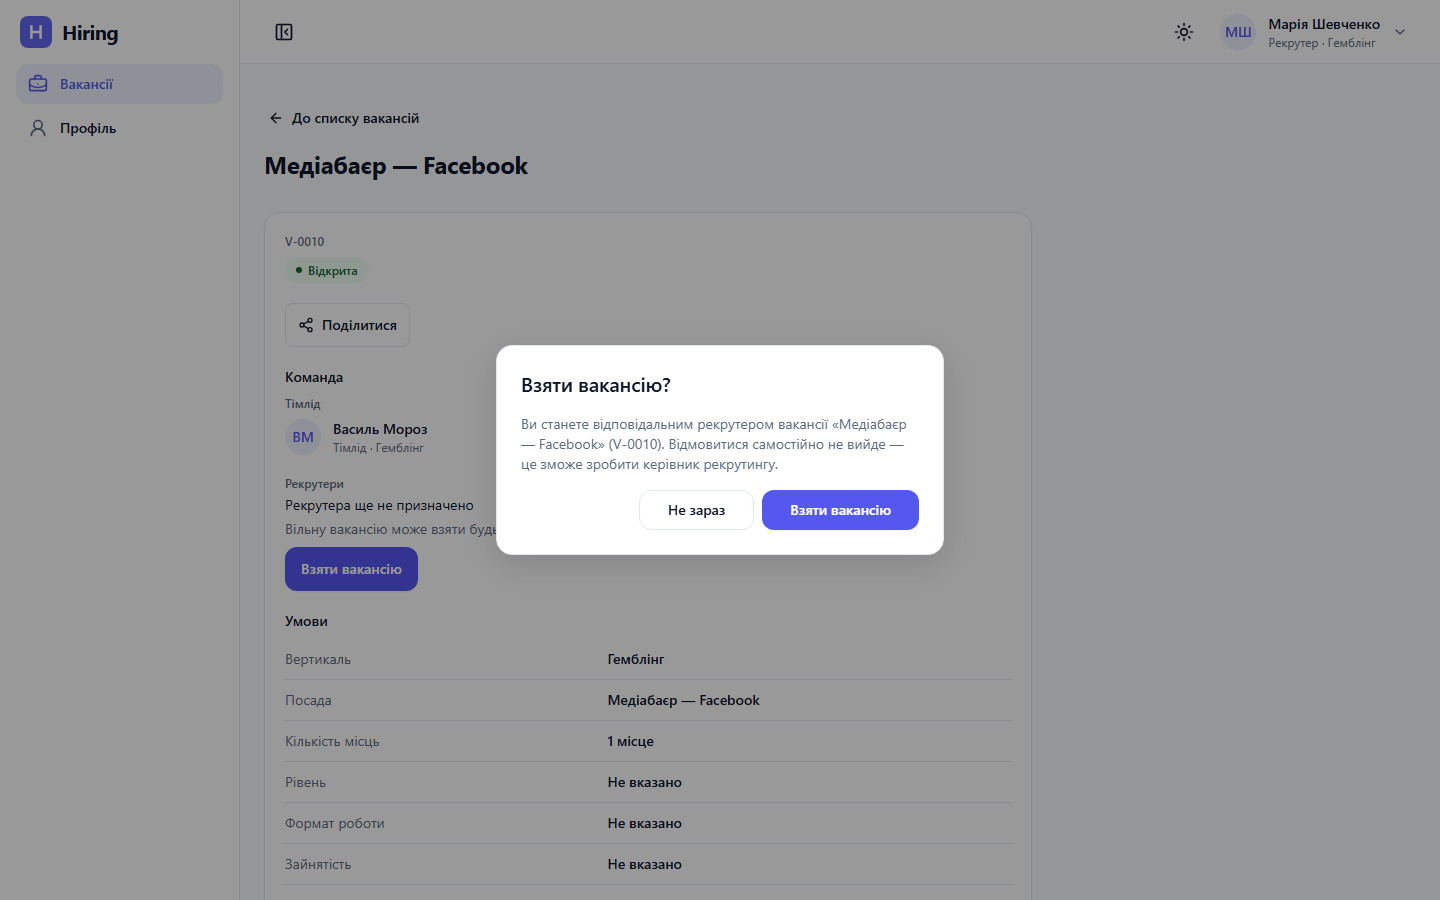 H Hiring
Вакансії
Профіль
МШ
Марія Шевченко
Рекрутер · Гемблінг
До списку вакансій
Медіабаєр — Facebook
V-0010
Відкрита
Поділитися
Команда
Тімлід
ВМ
Василь Мороз
Тімлід · Гемблінг
Рекрутери
Рекрутера ще не призначено
Вільну вакансію може взяти будь
Взяти вакансію
Взяти вакансію?
Ви станете відповідальним рекрутером вакансії «Медіабаєр
— Facebook» (V-0010). Відмовитися самостійно не вийде —
це зможе зробити керівник рекрутингу.
Не зараз
Взяти вакансію
Умови
Вертикаль Гемблінг
Посада Медіабаєр — Facebook
Кількість місць 1 місце
Рівень Не вказано
Формат роботи Не вказано
Зайнятість Не вказано